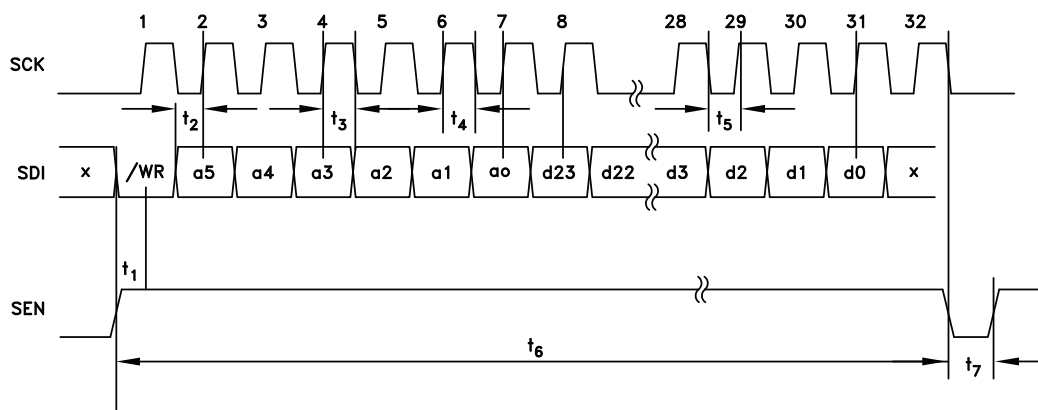 1 2 3 4 5 6 7 8 28 29 30 31 32
SCK
t2 t3 t4 t5
SDI x /WR a5 a4 a3 a2 a1 ao d23 d22 d3 d2 d1 d0 x
t1
SEN
t6
t7